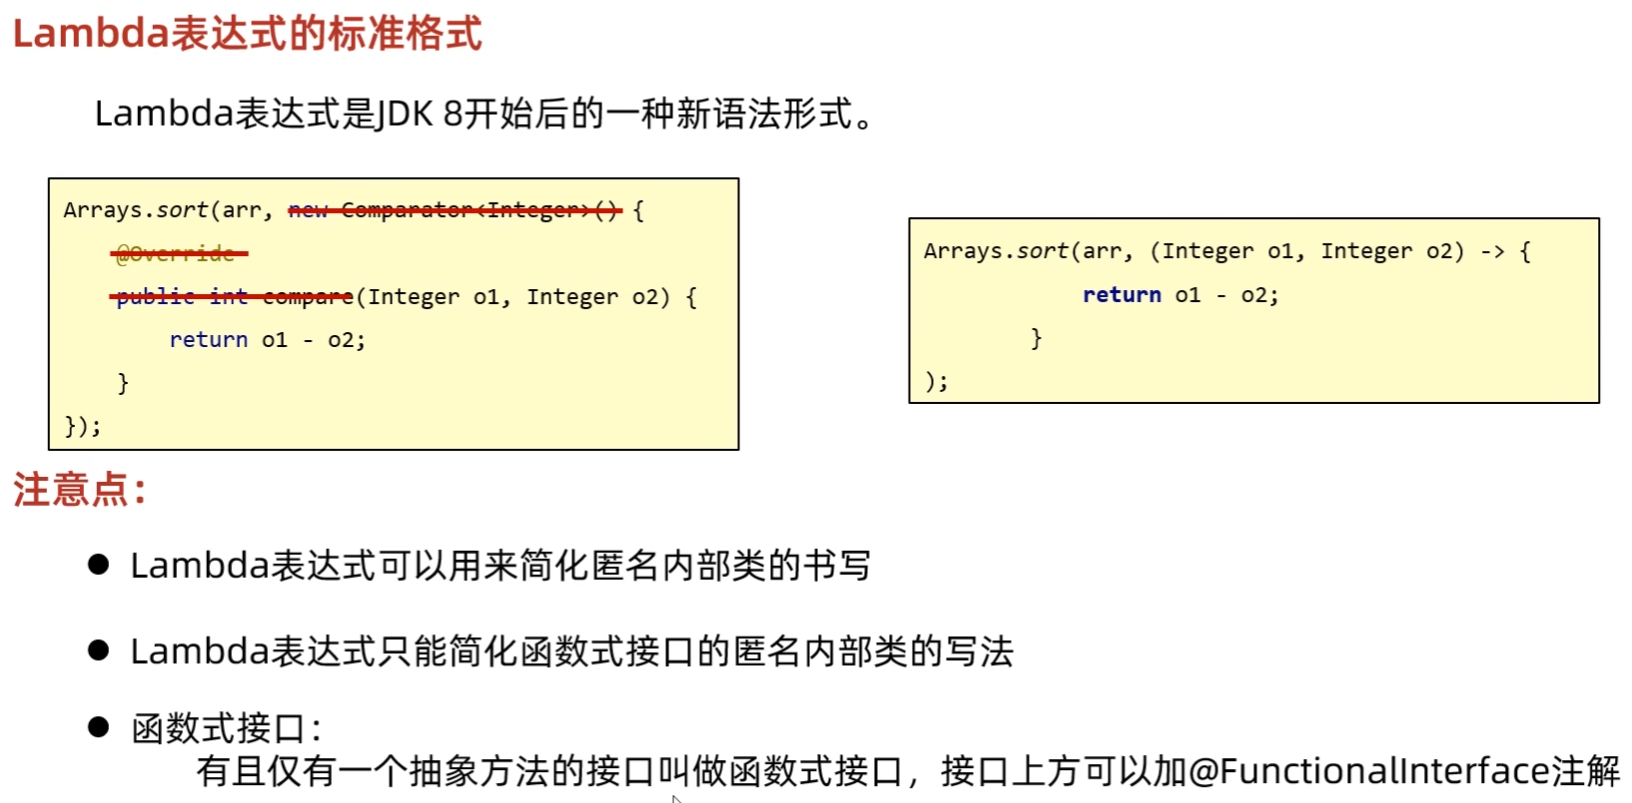 Lambda表达式的标准格式
Lambda表达式是JDK 8开始后的一种新语法形式。
Arrays.sort(arr, new Comparator<Integer>() {
@Override
public int compare(Integer o1, Integer o2) {
return o1 - o2;
}
});
Arrays.sort(arr, (Integer o1, Integer o2) -> {
return o1 - o2;
}
);
注意点：
● Lambda表达式可以用来简化匿名内部类的书写
● Lambda表达式只能简化函数式接口的匿名内部类的写法
● 函数式接口：
有且仅有一个抽象方法的接口叫做函数式接口，接口上方可以加@FunctionalInterface注解